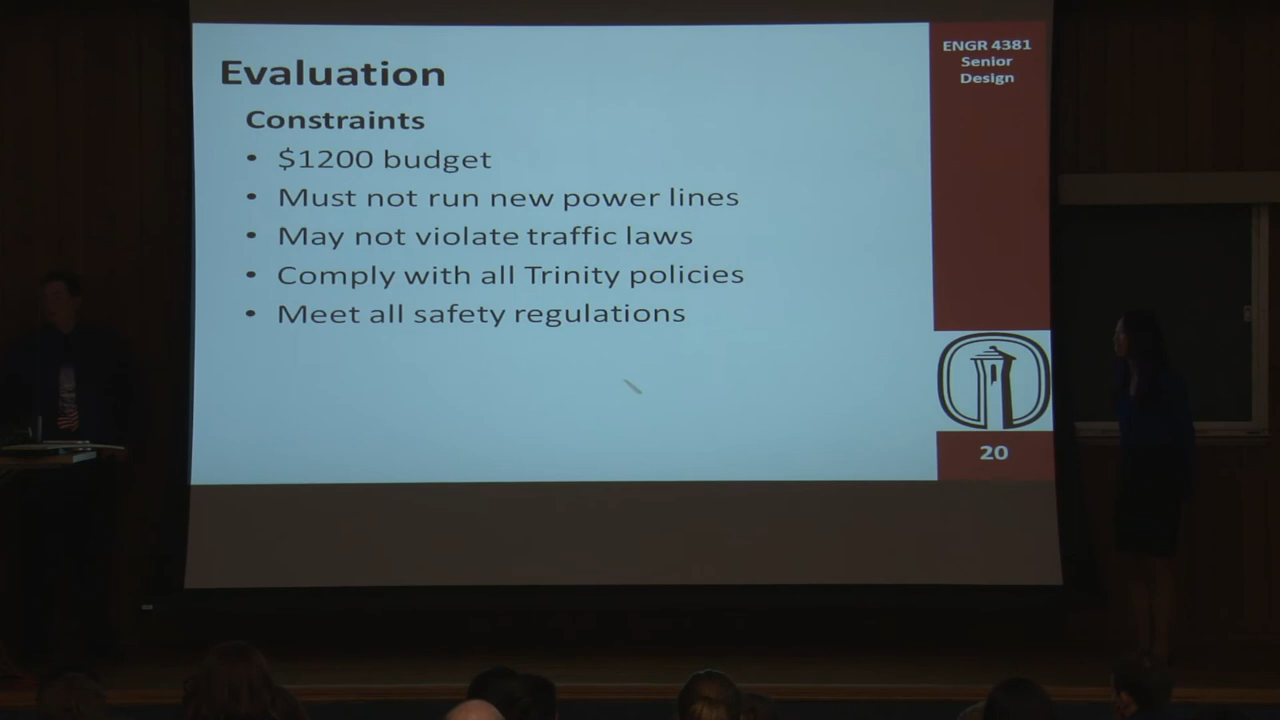 Evaluation
Constraints
• $1200 budget
• Must not run new power lines
• May not violate traffic laws
• Comply with all Trinity policies
• Meet all safety regulations
ENGR 4381
Senior
Design
20